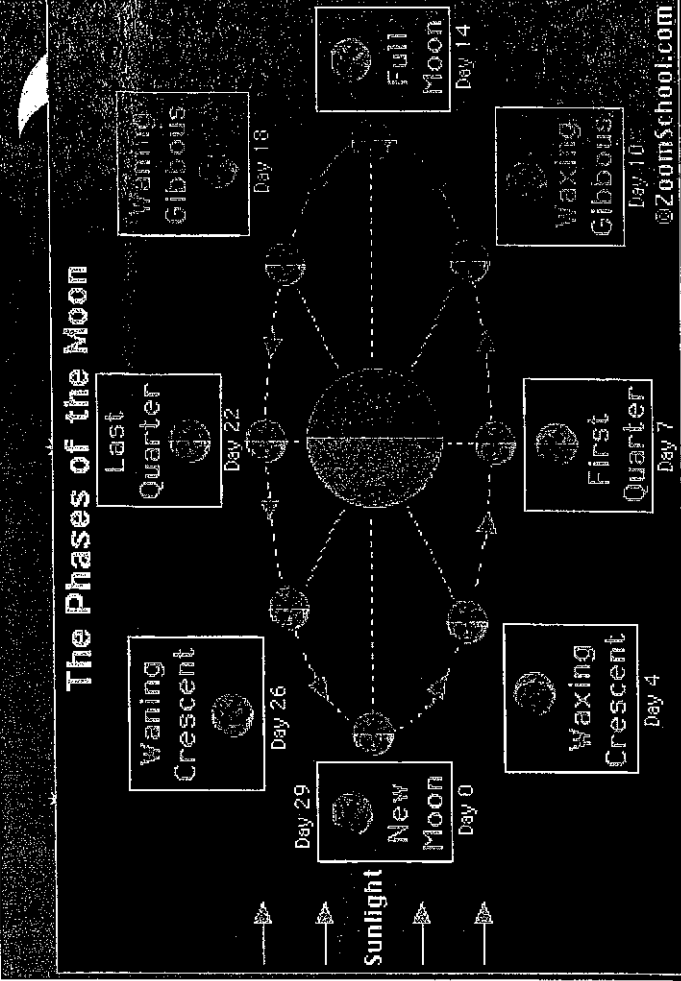 The Phases of the Moon
Waning
Crescent
Day 26
Last
Quarter
Day 22
Waning
Gibbous
Day 18
Day 29
New
Moon
Day 0
Sunlight
Full
Moon
Day 14
Waxing
Crescent
Day 4
First
Quarter
Day 7
Waxing
Gibbous
Day 10
©ZoomSchool.com